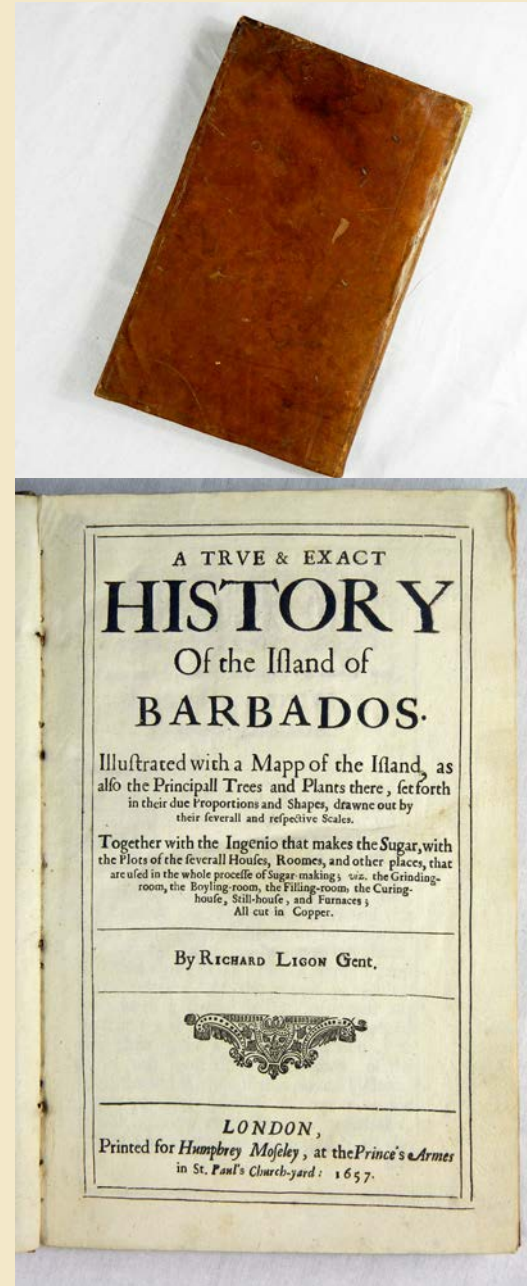 A TRVE & EXACT
HISTORY
Of the Iſland of
BARBADOS.
Illuſtrated with a Mapp of the Iſland, as
alſo the Principall Trees and Plants there, ſet forth
in their due Proportions and Shapes, drawne out by
their ſeverall and reſpective Scales.
Together with the Ingenio that makes the Sugar, with
the Plots of the ſeverall Houſes, Roomes, and other places, that
are uſed in the whole proceſſe of Sugar-making; viz. the Grinding-
room, the Boyling-room, the Filling-room, the Curing-
houſe, Still-houſe, and Furnaces;
All cut in Copper.
By RICHARD LIGON Gent.
LONDON,
Printed for Humphrey Moſeley, at the Prince's Armes
in St. Paul's Church-yard: 1657.